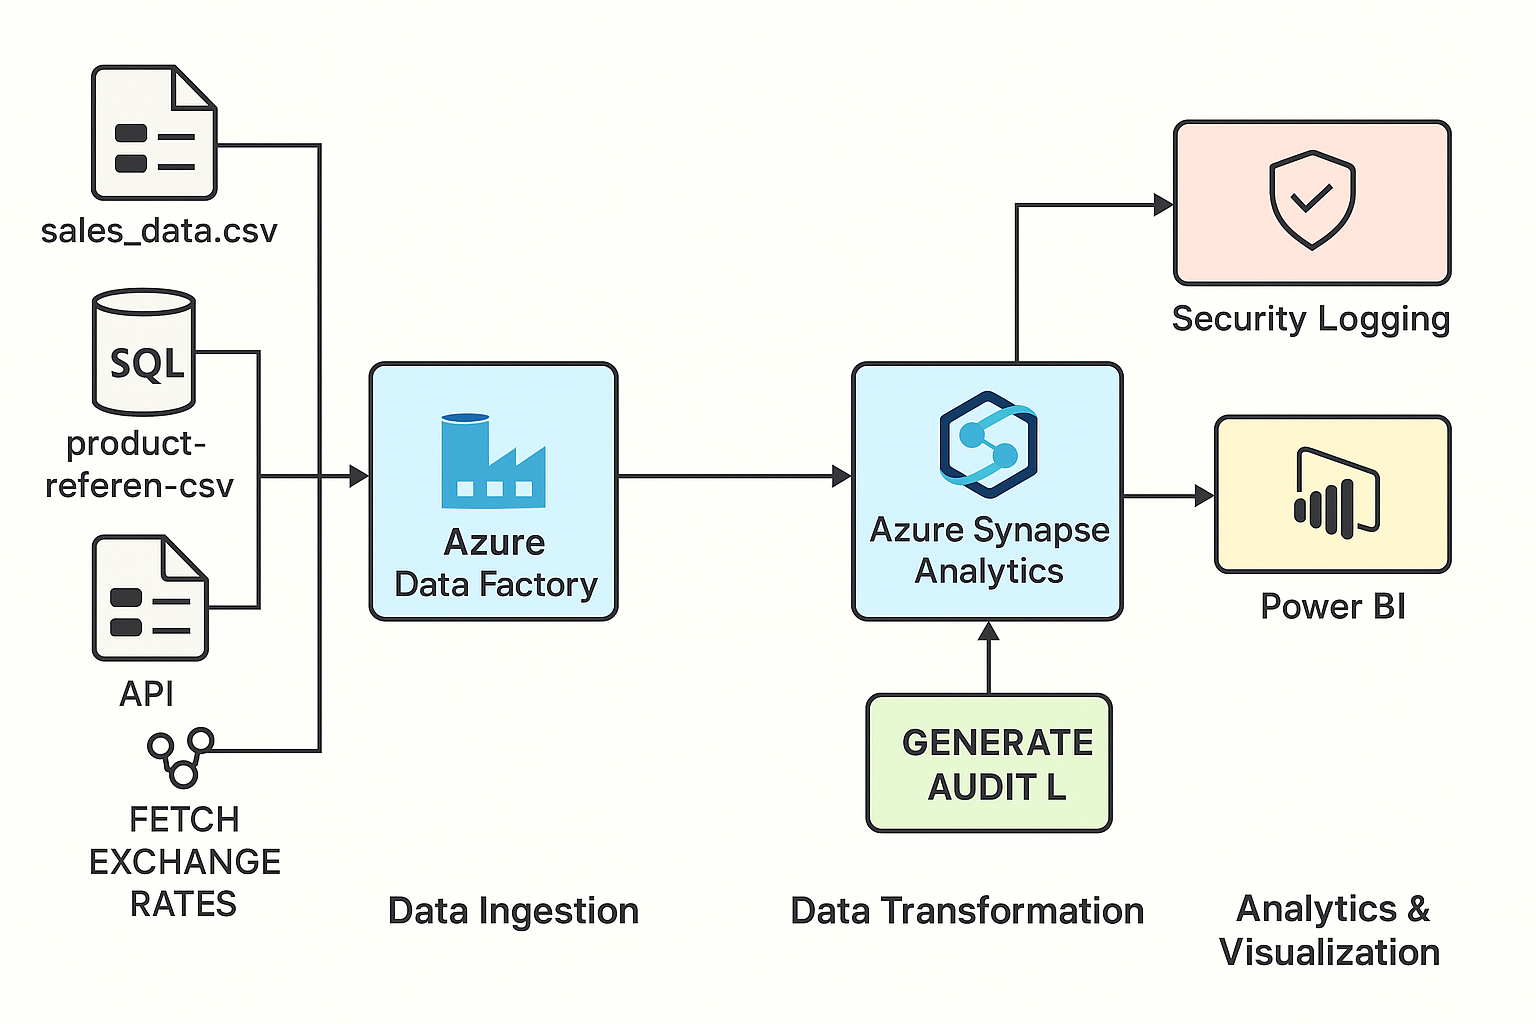 sales_data.csv
SQL
product-
referen-csv
API
FETCH
EXCHANGE
RATES
Azure
Data Factory
Data Ingestion
Azure Synapse
Analytics
GENERATE
AUDIT L
Data Transformation
Security Logging
Power BI
Analytics &
Visualization